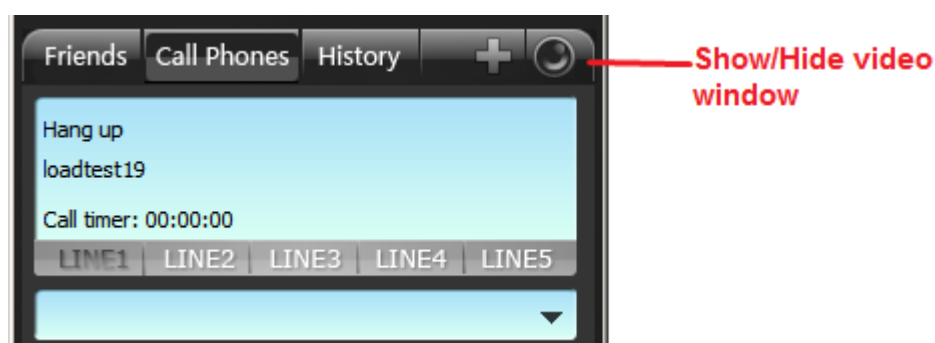 Friends Call Phones History
Show/Hide video
window
Hang up
loadtest19
Call timer: 00:00:00
LINE1 LINE2 LINE3 LINE4 LINE5